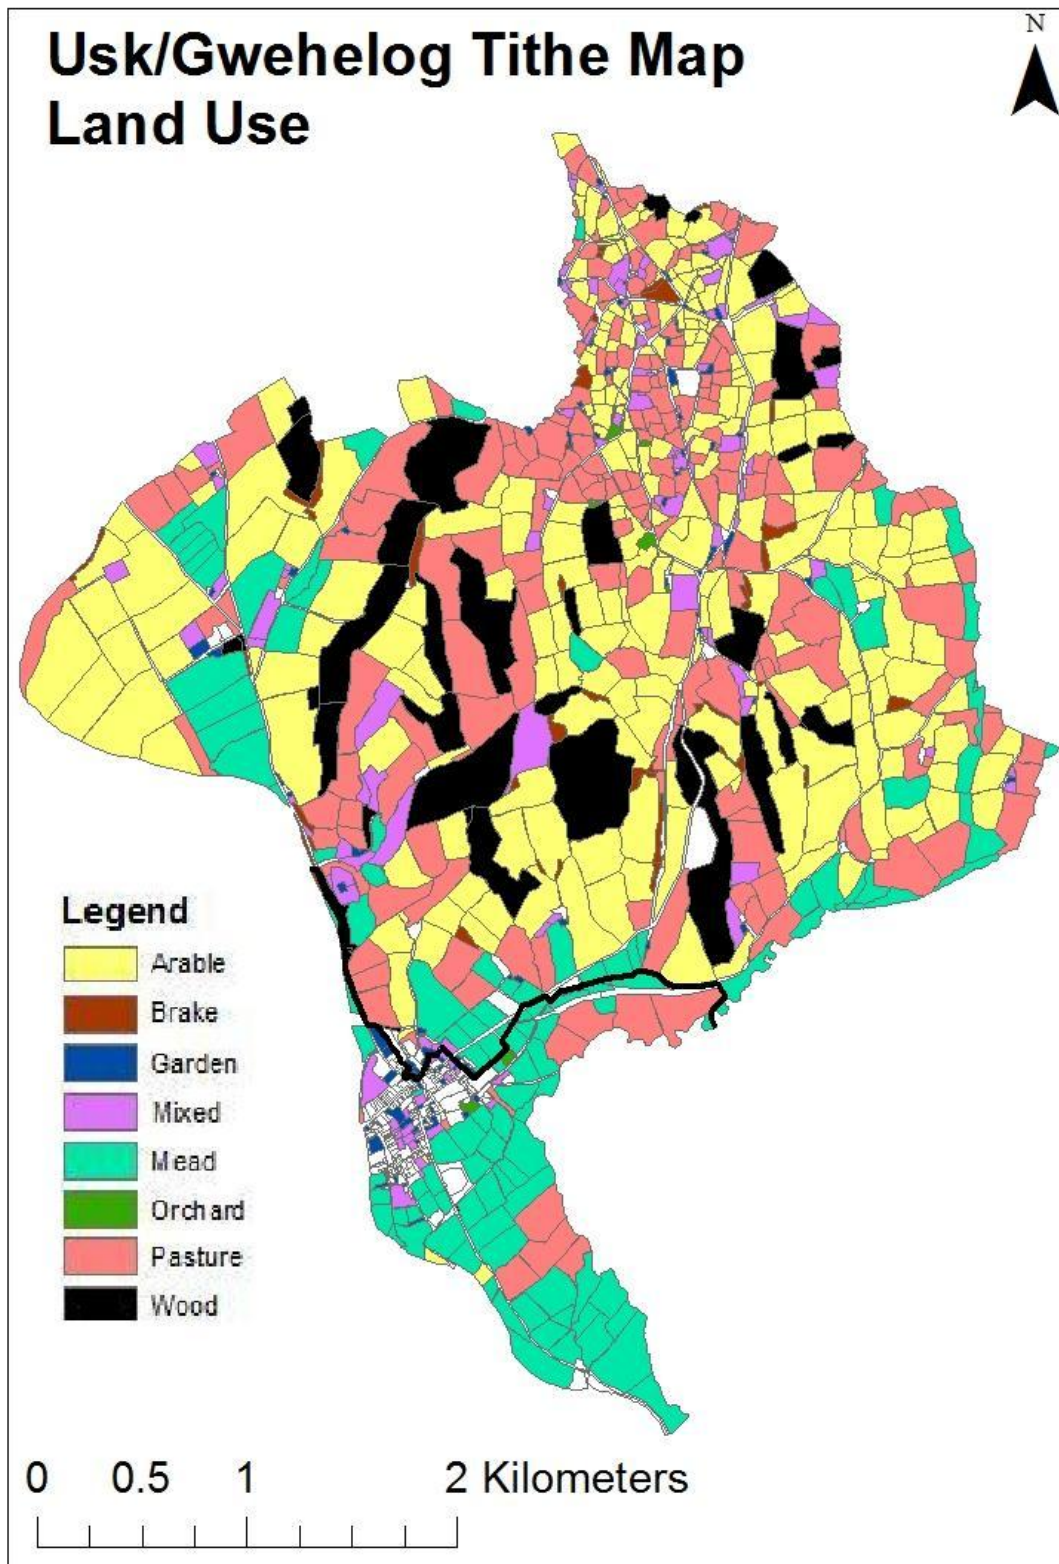 Usk/Gwehelog Tithe Map
Land Use
N
Legend
Arable
Brake
Garden
Mixed
Mead
Orchard
Pasture
Wood
0 0.5 1 2 Kilometers